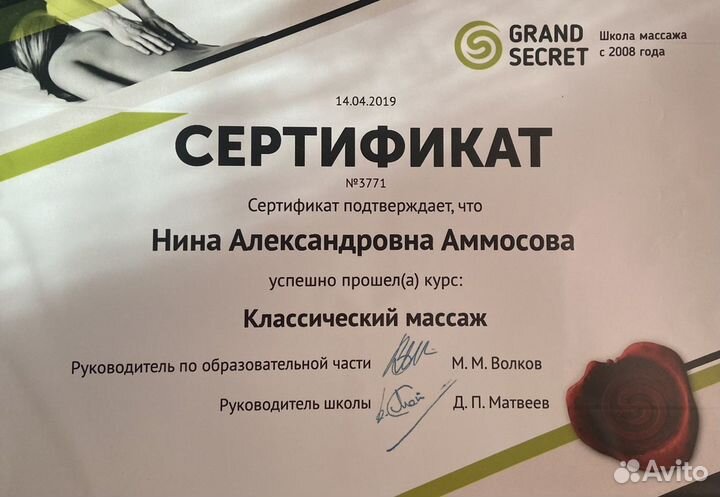 GRAND
SECRET
Школа массажа
с 2008 года
14.04.2019
СЕРТИФИКАТ
№3771
Сертификат подтверждает, что
Нина Александровна Аммосова
успешно прошел(а) курс:
Классический массаж
Руководитель по образовательной части М. М. Волков
Руководитель школы Д. П. Матвеев
Avito